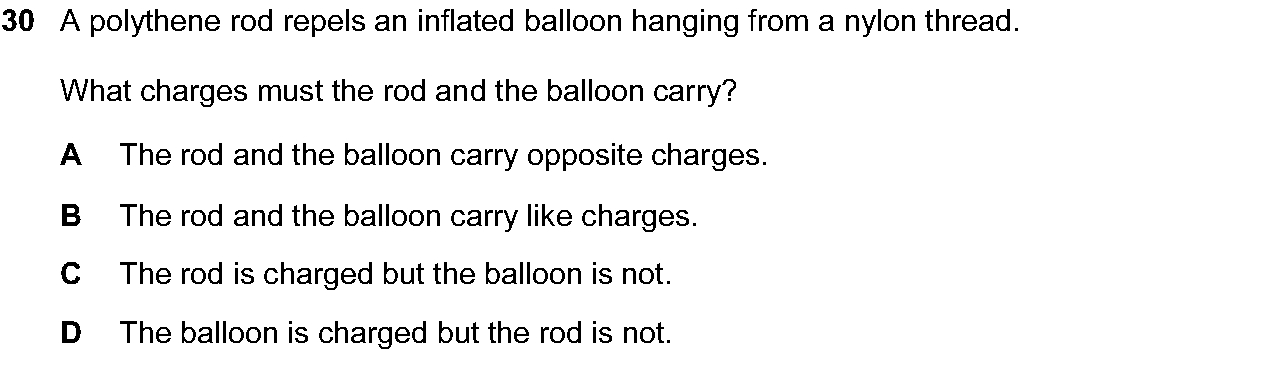 30 A polythene rod repels an inflated balloon hanging from a nylon thread.
What charges must the rod and the balloon carry?
A The rod and the balloon carry opposite charges.
B The rod and the balloon carry like charges.
C The rod is charged but the balloon is not.
D The balloon is charged but the rod is not.